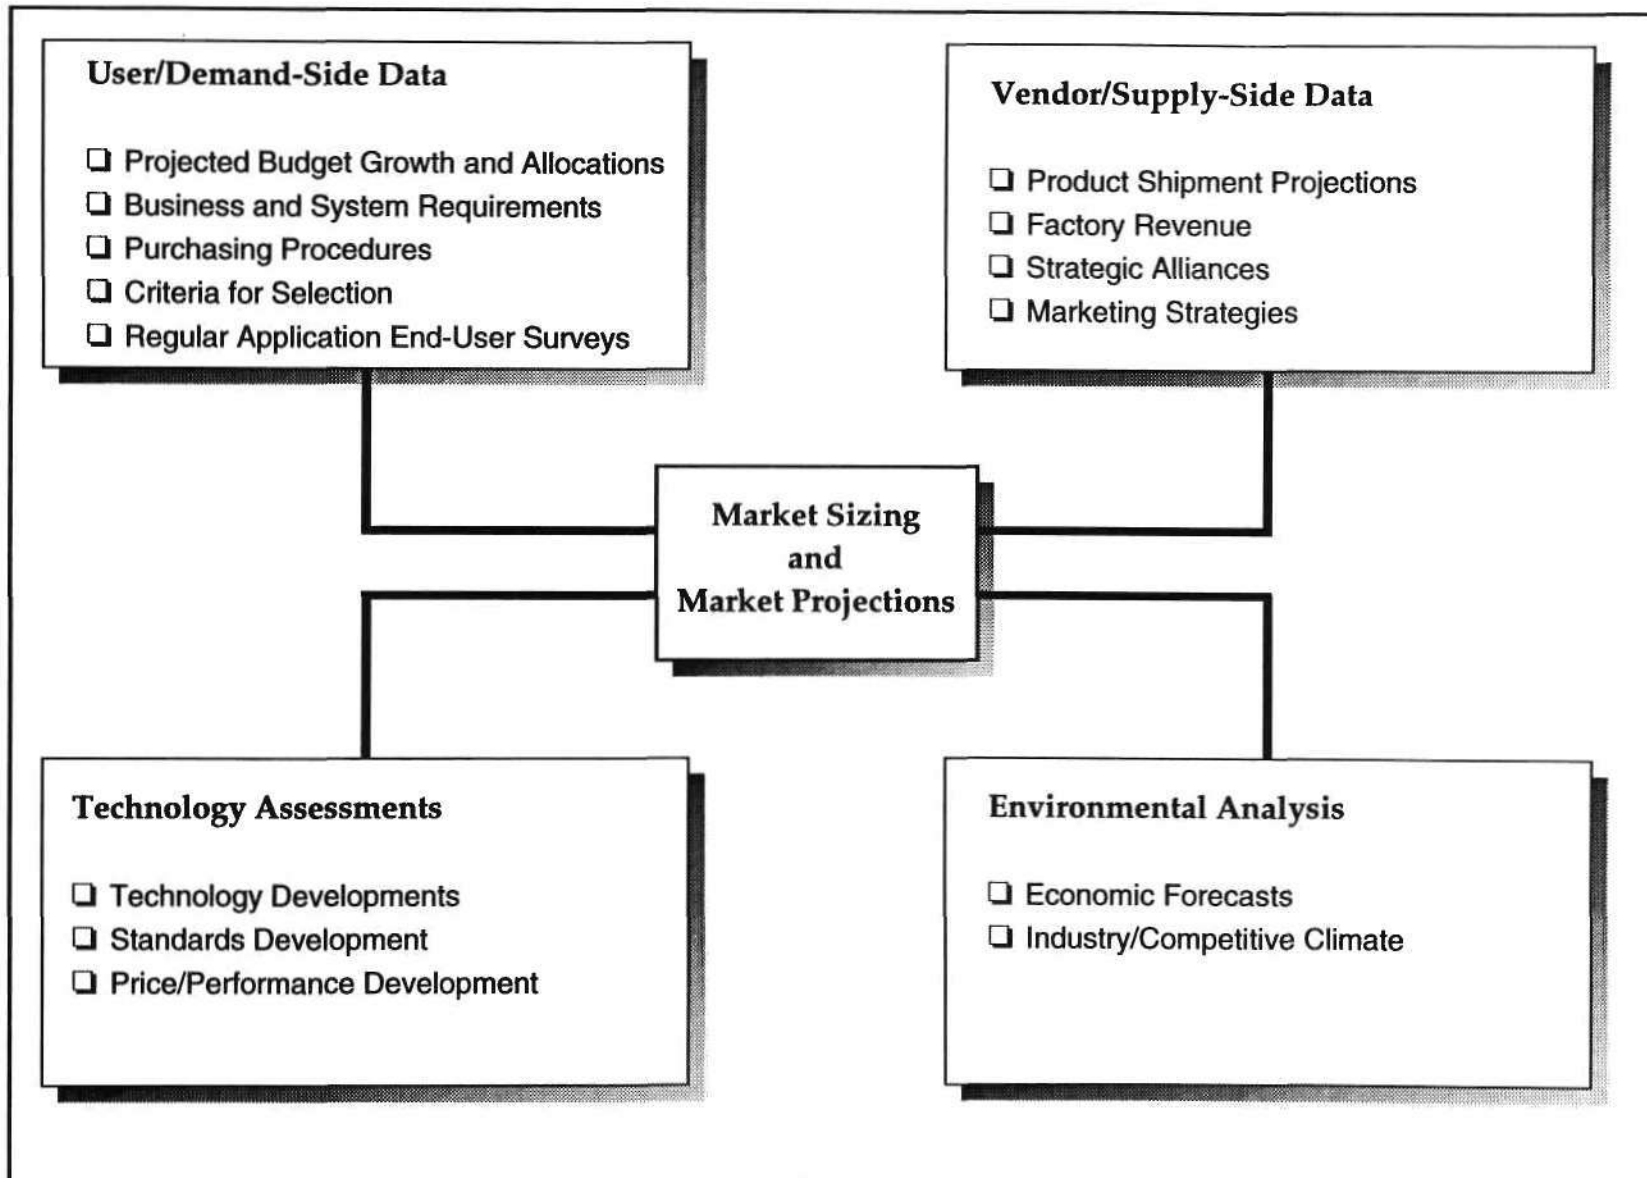 User/Demand-Side Data
❏ Projected Budget Growth and Allocations
❏ Business and System Requirements
❏ Purchasing Procedures
❏ Criteria for Selection
❏ Regular Application End-User Surveys
Vendor/Supply-Side Data
❏ Product Shipment Projections
❏ Factory Revenue
❏ Strategic Alliances
❏ Marketing Strategies
Market Sizing
and
Market Projections
Technology Assessments
❏ Technology Developments
❏ Standards Development
❏ Price/Performance Development
Environmental Analysis
❏ Economic Forecasts
❏ Industry/Competitive Climate